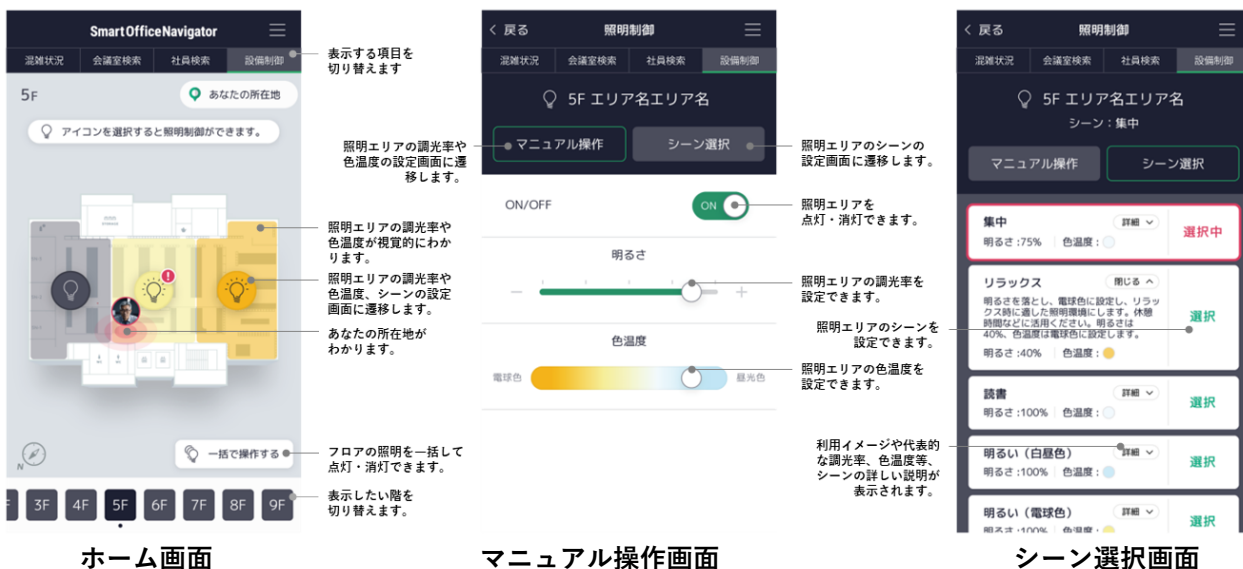 SmartOfficeNavigator
混雑状況 会議室検索 社員検索 設備制御
5F
あなたの所在地
アイコンを選択すると照明制御ができます。
N
一括で操作する
3F 4F 5F 6F 7F 8F 9F
表示する項目を
切り替えます
照明エリアの調光率や
色温度が視覚的にわか
ります。
照明エリアの調光率や
色温度、シーンの設定
画面に遷移します。
あなたの所在地が
わかります。
フロアの照明を一括して
点灯・消灯できます。
表示したい階を
切り替えます。
ホーム画面
戻る
照明制御
混雑状況 会議室検索 社員検索 設備制御
5F エリア名エリア名
マニュアル操作 シーン選択
ON/OFF
ON
明るさ
色温度
電球色 昼光色
照明エリアの調光率や
色温度の設定画面に遷
移します。
照明エリアのシーンの
設定画面に遷移します。
照明エリアを
点灯・消灯できます。
照明エリアの調光率を
設定できます。
照明エリアの色温度を
設定できます。
マニュアル操作画面
戻る
照明制御
混雑状況 会議室検索 社員検索 設備制御
5F エリア名エリア名
シーン：集中
マニュアル操作 シーン選択
集中 詳細
明るさ:75% 色温度:
選択中
リラックス 閉じる
明るさを落とし、電球色に設定し、リラッ
クス時に適した照明環境にします。休憩
時間などに活用ください。明るさは
40%、色温度は電球色に設定します。
明るさ:40% 色温度:
選択
読書 詳細
明るさ:100% 色温度:
選択
明るい（白昼色） 詳細
明るさ:100% 色温度:
選択
明るい（電球色） 詳細
明るさ:100% 色温度:
選択
照明エリアのシーンを
設定できます。
利用イメージや代表的
な調光率、色温度等、
シーンの詳しい説明が
表示されます。
シーン選択画面